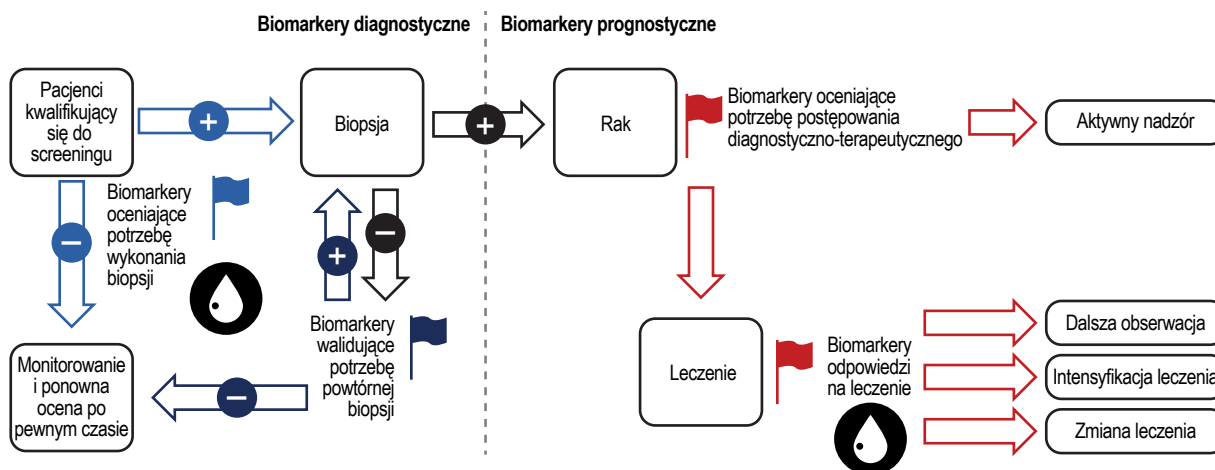 Biomarkery diagnostyczne
Biomarkery prognostyczne
Pacjenci
kwalifikujący
się do
screeningu
+
Biopsja
+
Rak
Biomarkery oceniające
potrzebę postępowania
diagnostyczno-terapeutycznego
Aktywny nadzór
−
Biomarkery
oceniające
potrzebę
wykonania
biopsji
+
−
Monitorowanie
i ponowna
ocena po
pewnym czasie
−
Biomarkery
walidujące
potrzebę
powtórnej
biopsji
Leczenie
Biomarkery
odpowiedzi
na leczenie
Dalsza obserwacja
Intensyfikacja leczenia
Zmiana leczenia